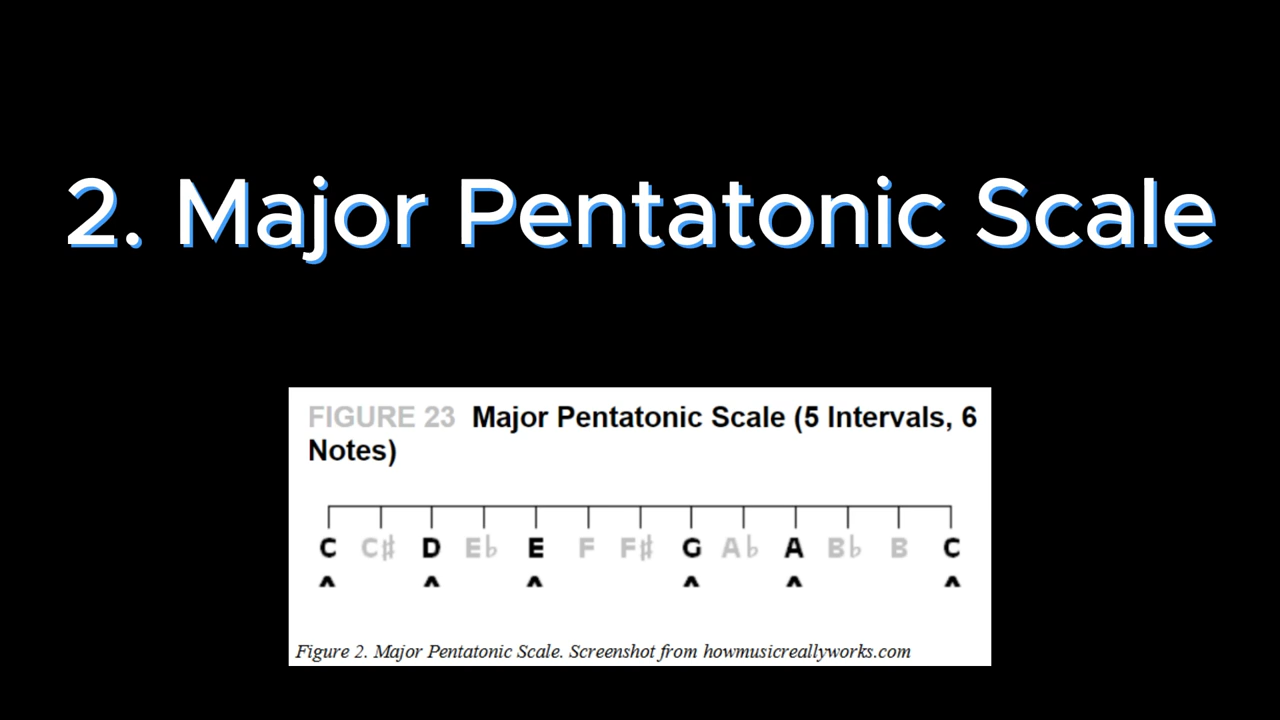 2. Major Pentatonic Scale
FIGURE 23 Major Pentatonic Scale (5 Intervals, 6
Notes)
C C♯ D E♭ E F F♯ G A♭ A B♭ B C
^ ^ ^ ^ ^ ^
Figure 2. Major Pentatonic Scale. Screenshot from howmusicreallyworks.com